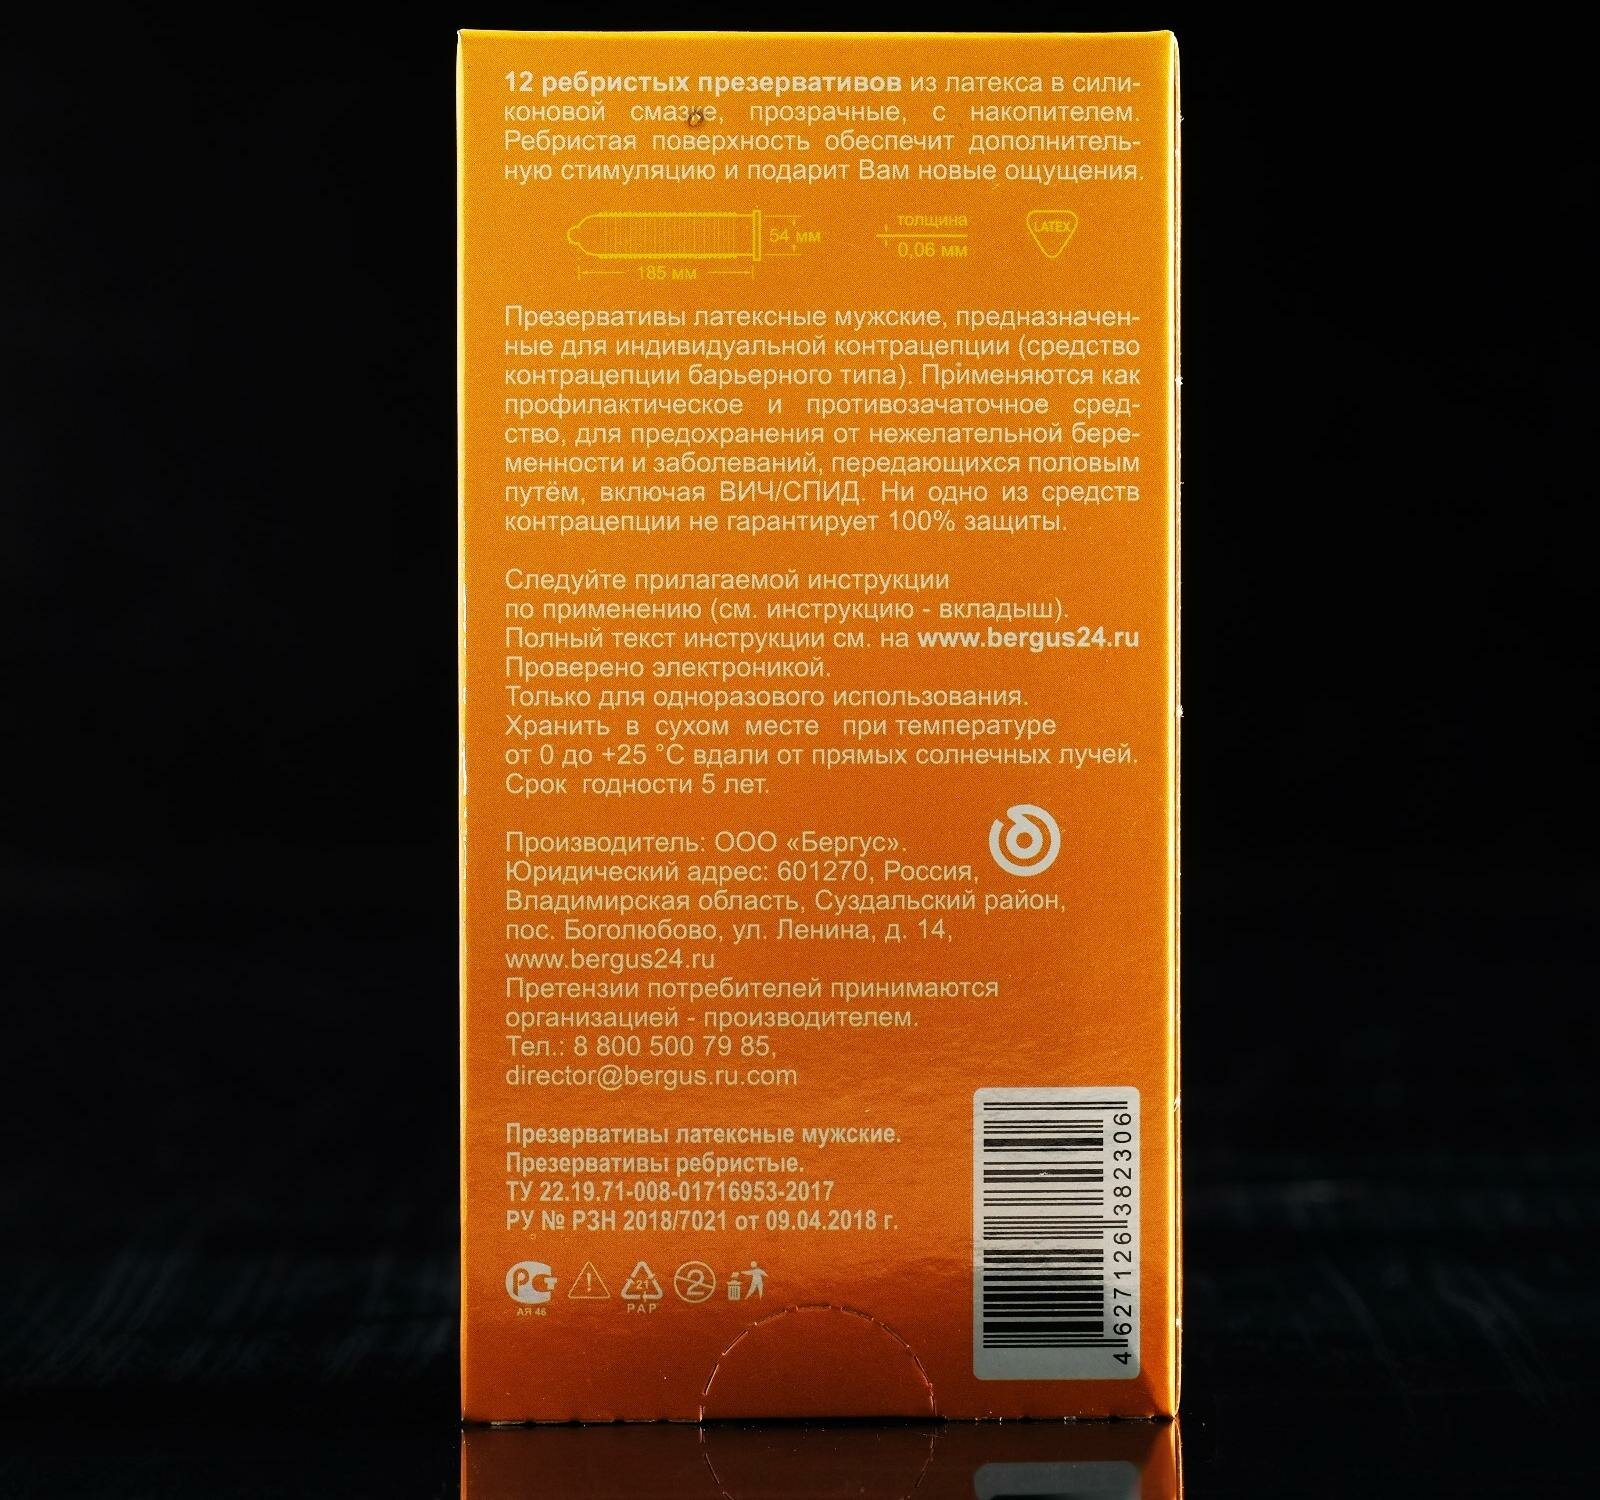 12 ребристых презервативов из латекса в сили-
коновой смазке, прозрачные, с накопителем.
Ребристая поверхность обеспечит дополнитель-
ную стимуляцию и подарит Вам новые ощущения.
54 мм
185 мм
толщина
0,06 мм
LATEX
Презервативы латексные мужские, предназначен-
ные для индивидуальной контрацепции (средство
контрацепции барьерного типа). Применяются как
профилактическое и противозачаточное сред-
ство, для предохранения от нежелательной бере-
менности и заболеваний, передающихся половым
путём, включая ВИЧ/СПИД. Ни одно из средств
контрацепции не гарантирует 100% защиты.
Следуйте прилагаемой инструкции
по применению (см. инструкцию - вкладыш).
Полный текст инструкции см. на www.bergus24.ru
Проверено электроникой.
Только для одноразового использования.
Хранить в сухом месте при температуре
от 0 до +25 °С вдали от прямых солнечных лучей.
Срок годности 5 лет.
Производитель: ООО «Бергус».
Юридический адрес: 601270, Россия,
Владимирская область, Суздальский район,
пос. Боголюбово, ул. Ленина, д. 14,
www.bergus24.ru
Претензии потребителей принимаются
организацией - производителем.
Тел.: 8 800 500 79 85,
director@bergus.ru.com
Презервативы латексные мужские.
Презервативы ребристые.
ТУ 22.19.71-008-01716953-2017
РУ № РЗН 2018/7021 от 09.04.2018 г.
РСТ
АЯ 46
21
PAP
2
4 627126 382306